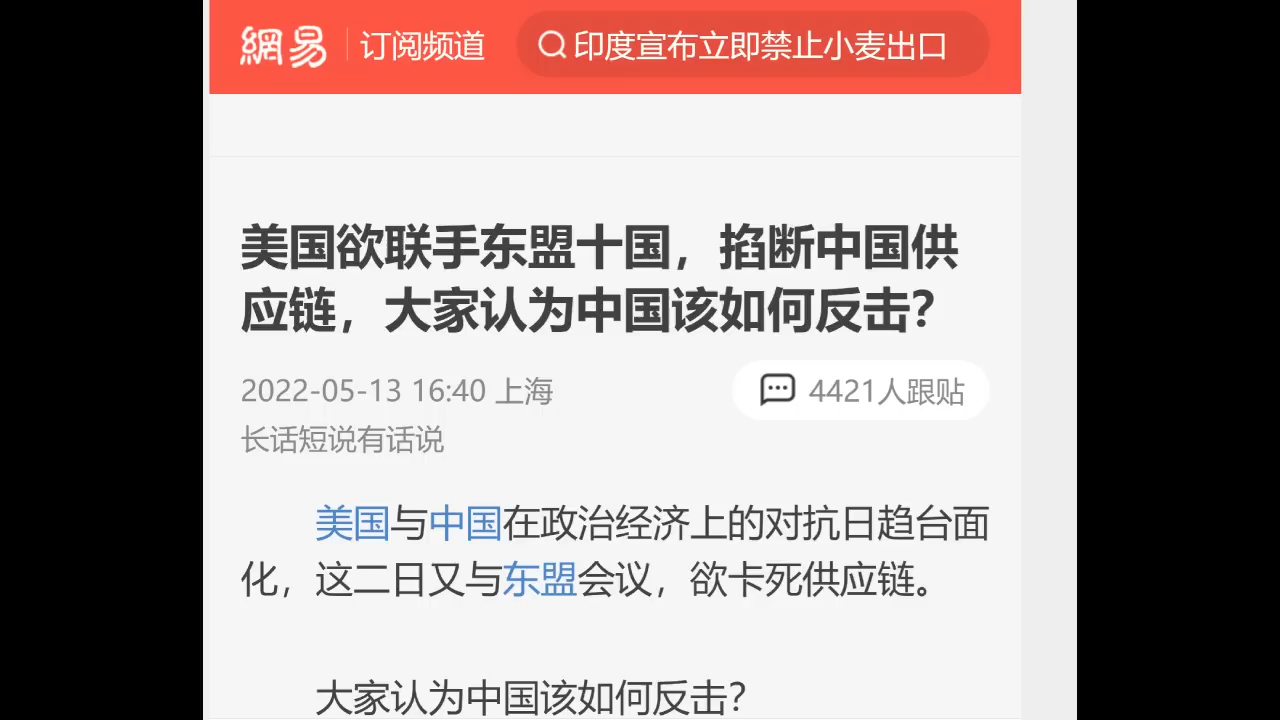 網易 订阅频道 印度宣布立即禁止小麦出口
美国欲联手东盟十国，掐断中国供
应链，大家认为中国该如何反击？
2022-05-13 16:40 上海 4421人跟贴
长话短说有话说
美国与中国在政治经济上的对抗日趋台面
化，这二日又与东盟会议，欲卡死供应链。
大家认为中国该如何反击？